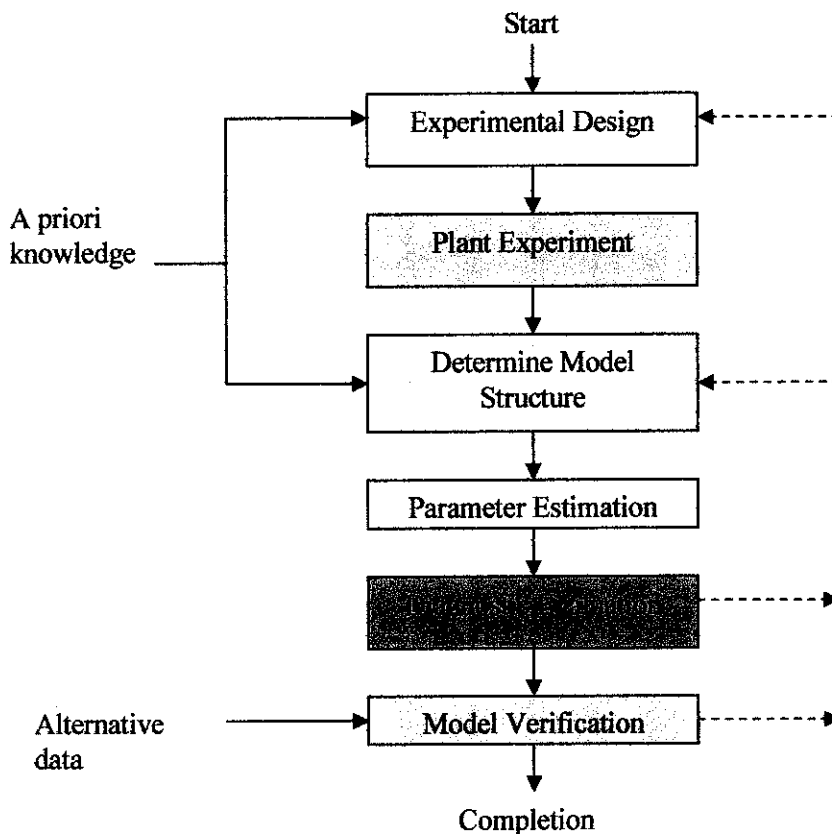 Start
Experimental Design
A priori
knowledge
Plant Experiment
Determine Model
Structure
Parameter Estimation
Alternative
data
Model Verification
Completion